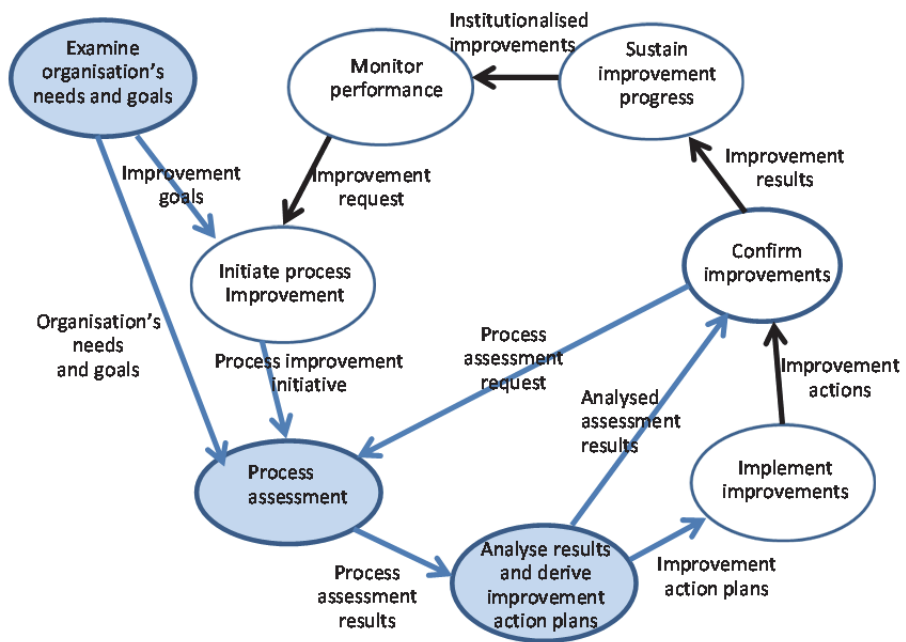 Examine
organisation's
needs and goals
Institutionalised
improvements
Monitor
performance
Sustain
improvement
progress
Improvement
goals
Improvement
request
Improvement
results
Initiate process
Improvement
Confirm
improvements
Organisation's
needs
and goals
Process improvement
initiative
Process
assessment
request
Analysed
assessment
results
Improvement
actions
Process
assessment
Implement
improvements
Process
assessment
results
Analyse results
and derive
improvement
action plans
Improvement
action plans